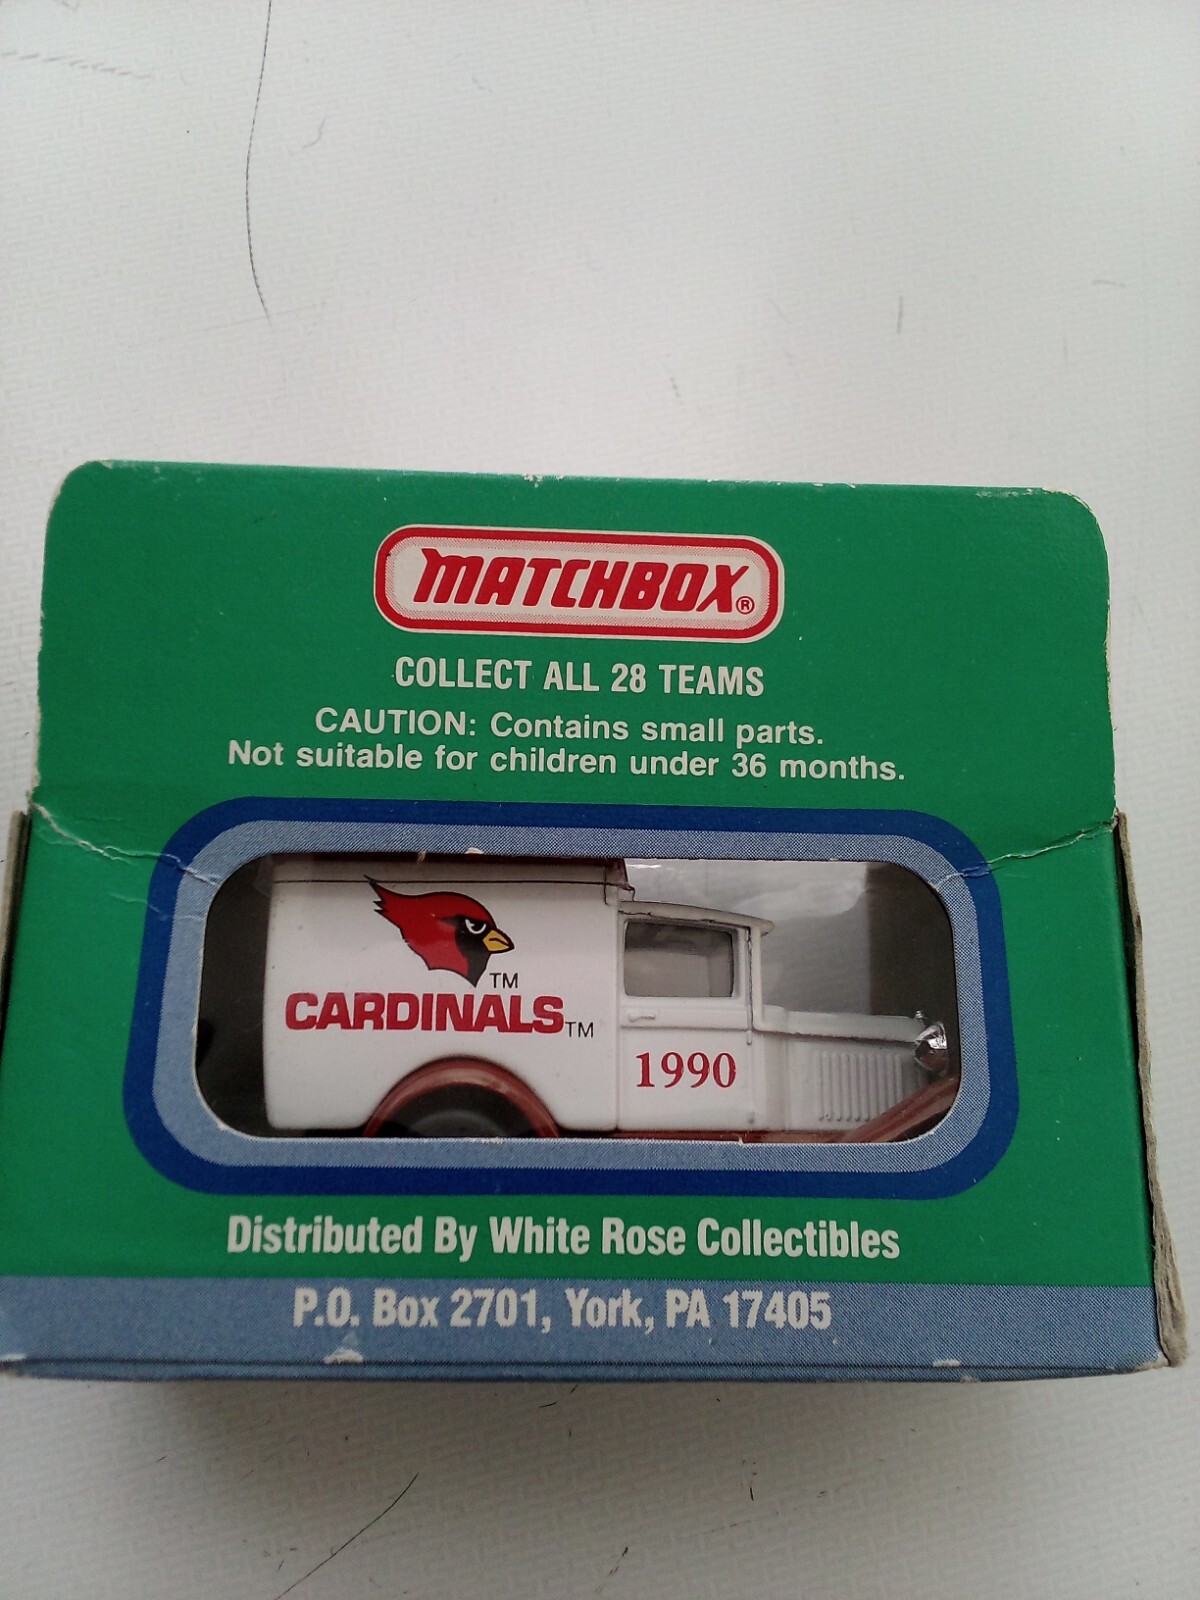 MATCHBOX®
COLLECT ALL 28 TEAMS
CAUTION: Contains small parts.
Not suitable for children under 36 months.
TM
CARDINALS TM
1990
Distributed By White Rose Collectibles
P.O. Box 2701, York, PA 17405